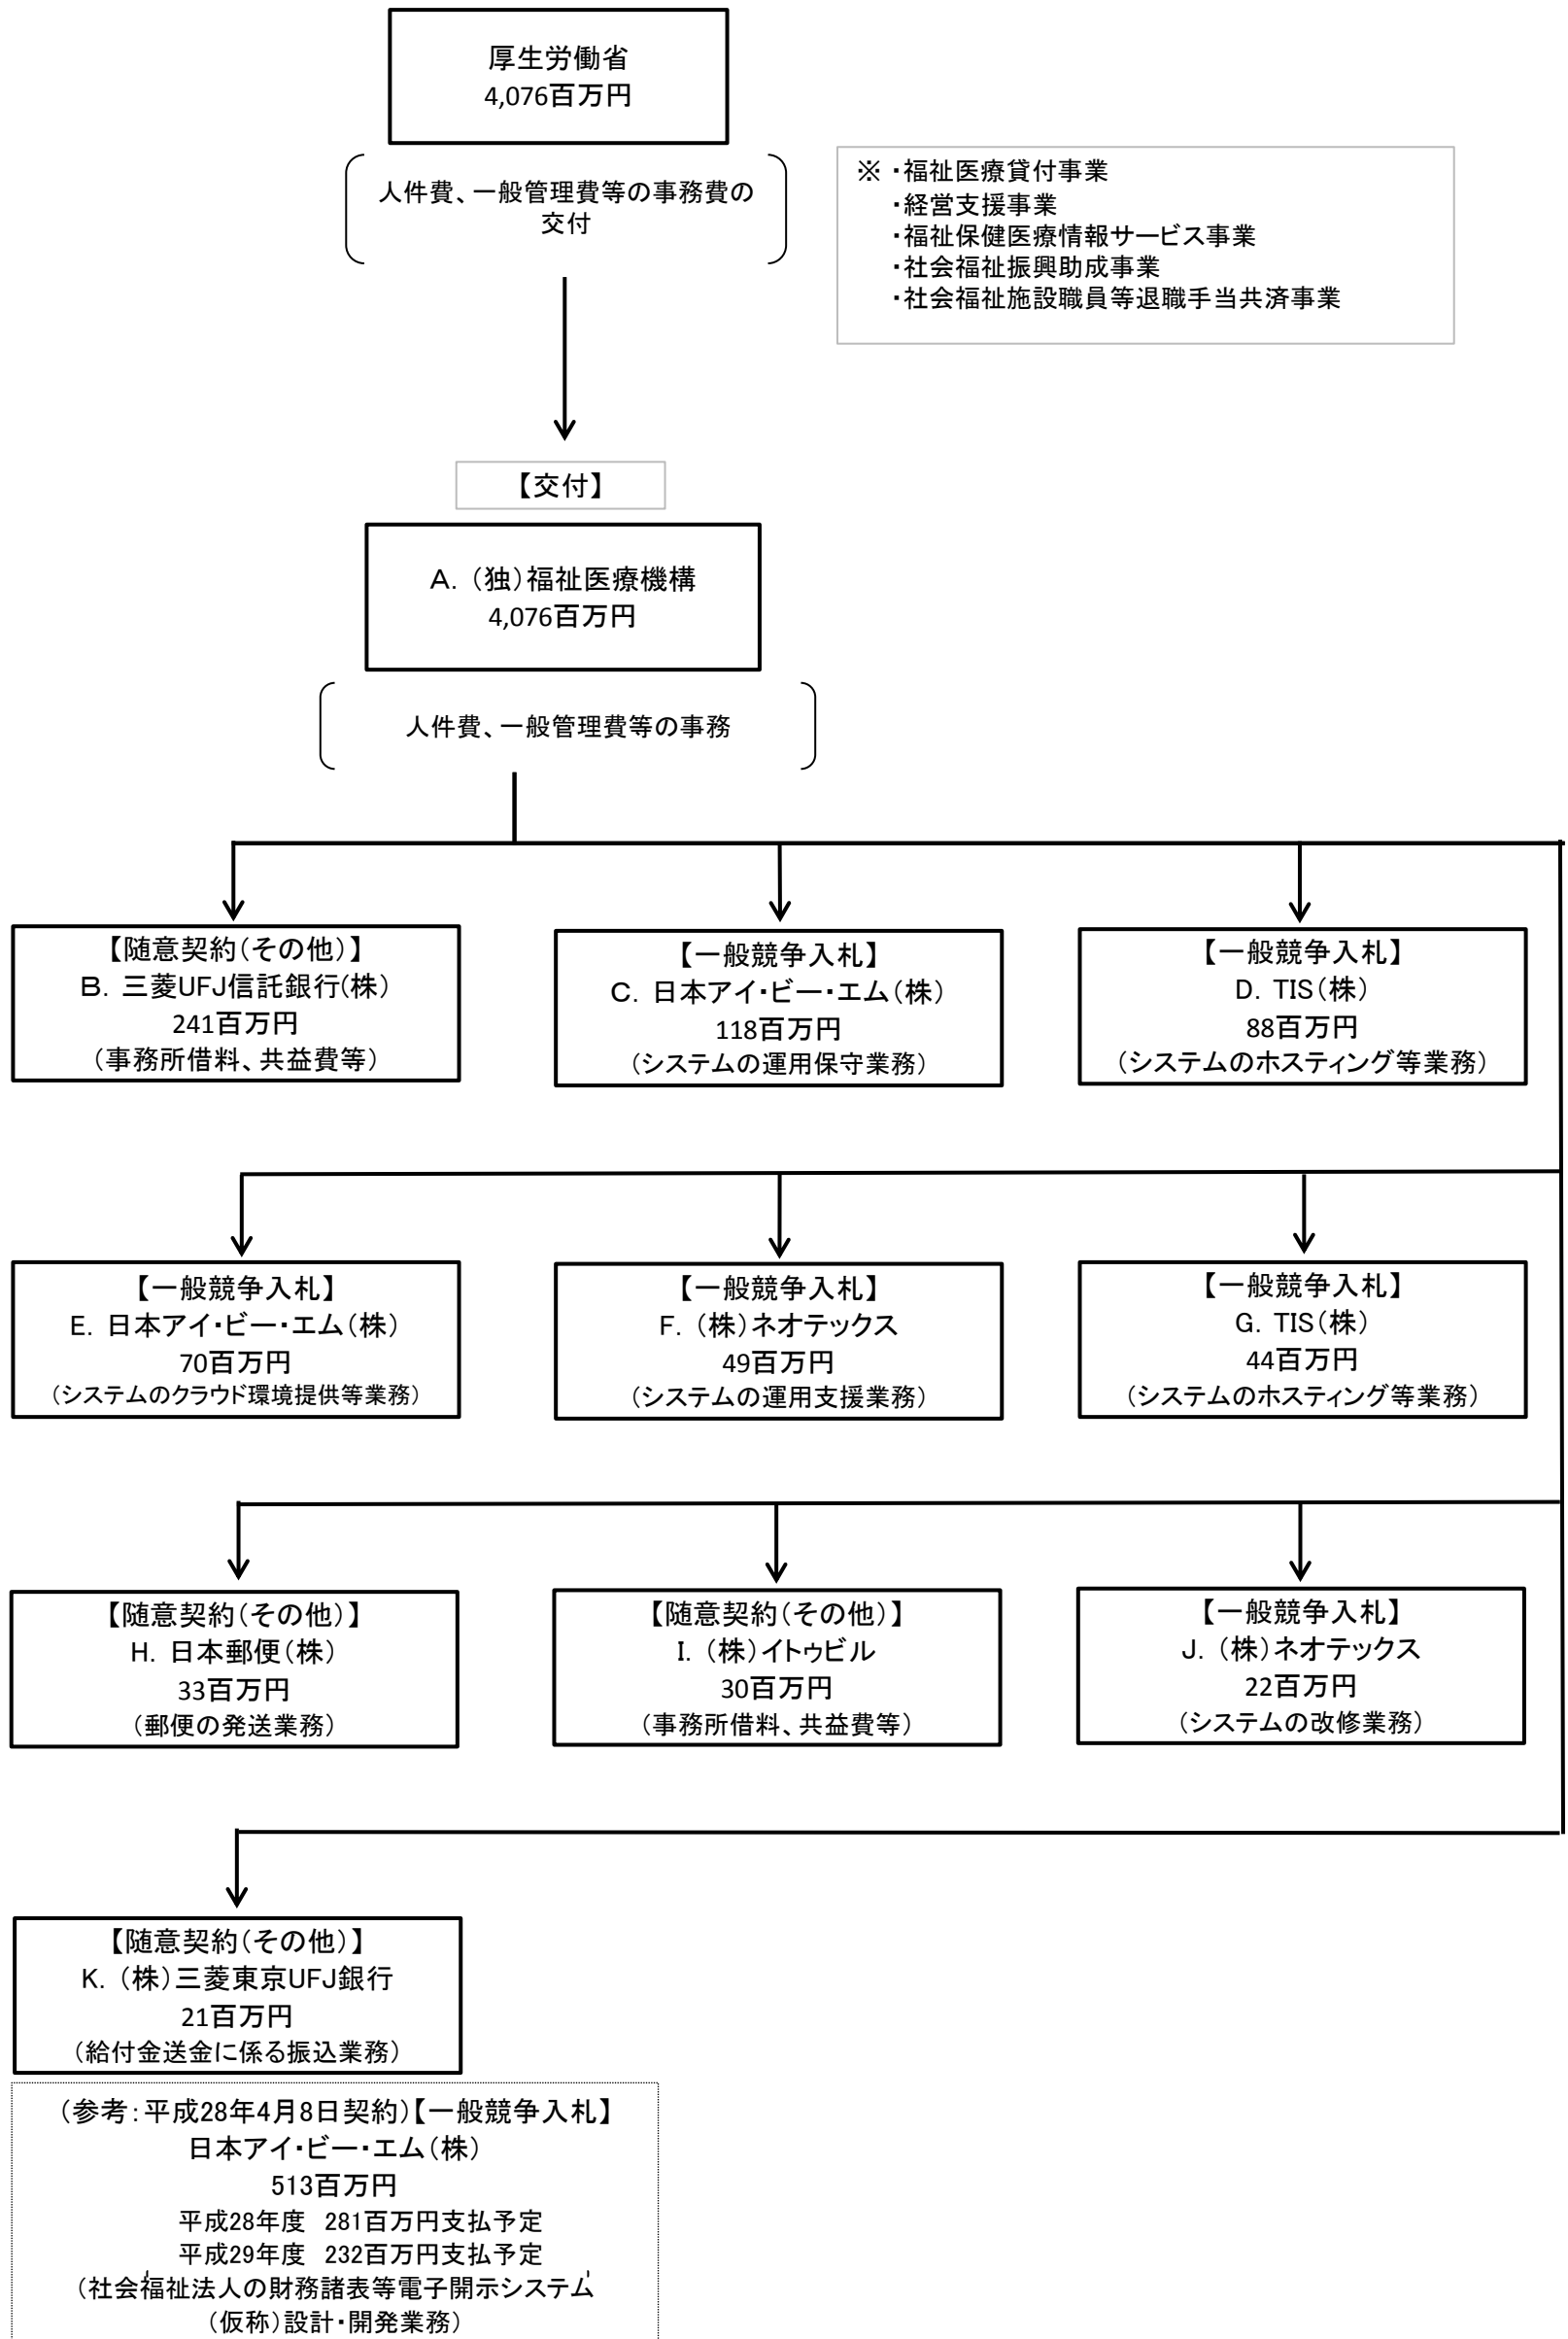 厚生労働省
4,076百万円
人件費、一般管理費等の事務費の
交付
※ ・福祉医療貸付事業
・経営支援事業
・福祉保健医療情報サービス事業
・社会福祉振興助成事業
・社会福祉施設職員等退職手当共済事業
【交付】
A.（独）福祉医療機構
4,076百万円
人件費、一般管理費等の事務
【随意契約（その他）】
B. 三菱UFJ信託銀行(株）
241百万円
（事務所借料、共益費等）
【一般競争入札】
C. 日本アイ・ビー・エム（株）
118百万円
（システムの運用保守業務）
【一般競争入札】
D. TIS（株）
88百万円
（システムのホスティング等業務）
【一般競争入札】
E. 日本アイ・ビー・エム（株）
70百万円
（システムのクラウド環境提供等業務）
【一般競争入札】
F.（株）ネオテックス
49百万円
（システムの運用支援業務）
【一般競争入札】
G. TIS（株）
44百万円
（システムのホスティング等業務）
【随意契約（その他）】
H. 日本郵便（株）
33百万円
（郵便の発送業務）
【随意契約（その他）】
I.（株）イトゥビル
30百万円
（事務所借料、共益費等）
【一般競争入札】
J.（株）ネオテックス
22百万円
（システムの改修業務）
【随意契約（その他）】
K.（株）三菱東京UFJ銀行
21百万円
（給付金送金に係る振込業務）
（参考：平成28年4月8日契約）【一般競争入札】
日本アイ・ビー・エム（株）
513百万円
平成28年度　281百万円支払予定
平成29年度　232百万円支払予定
（社会福祉法人の財務諸表等電子開示システム
（仮称）設計・開発業務）